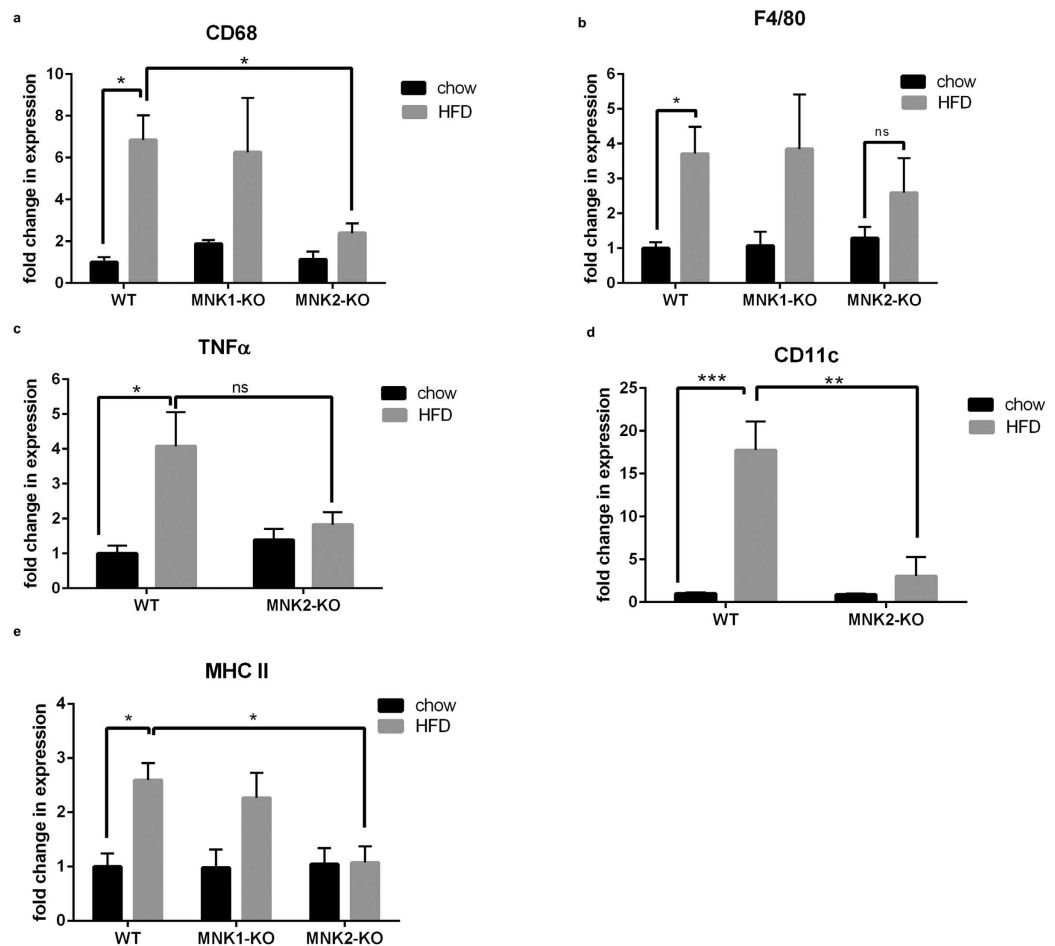 a
CD68
fold change in expression
10
8
6
4
2
0
*
*
chow
HFD
WT MNK1-KO MNK2-KO
b
F4/80
fold change in expression
6
5
4
3
2
1
0
*
ns
chow
HFD
WT MNK1-KO MNK2-KO
c
TNFα
fold change in expression
6
5
4
3
2
1
0
*
ns
chow
HFD
WT MNK2-KO
d
CD11c
fold change in expression
25
20
15
10
5
0
***
**
chow
HFD
WT MNK2-KO
e
MHC II
fold change in expression
4
3
2
1
0
*
*
chow
HFD
WT MNK1-KO MNK2-KO